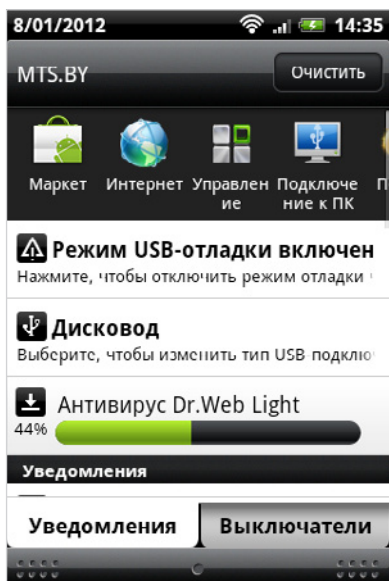 8/01/2012 14:35
MTS.BY Очистить
Маркет Интернет Управлен Подключе П
ие ние к ПК
Режим USB-отладки включен
Нажмите, чтобы отключить режим отладки
Дисковод
Выберите, чтобы изменить тип USB-подклю
Антивирус Dr.Web Light
44%
Уведомления
Уведомления Выключатели